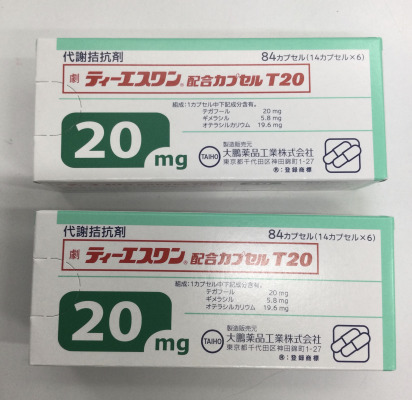 代謝拮抗剤
84カプセル(14カプセル×6)
劇 ティーエスワン®配合カプセルT20
組成:1カプセル中下記成分含有。
テガフール 20 mg
ギメラシル 5.8 mg
オテラシルカリウム 19.6 mg
20 mg
TAIHO
製造販売元
大鵬薬品工業株式会社
東京都千代田区神田錦町1-27
®:登録商標
代謝拮抗剤
84カプセル(14カプセル×6)
劇 ティーエスワン®配合カプセルT20
組成:1カプセル中下記成分含有。
テガフール 20 mg
ギメラシル 5.8 mg
オテラシルカリウム 19.6 mg
20 mg
TAIHO
製造販売元
大鵬薬品工業株式会社
東京都千代田区神田錦町1-27
®:登録商標